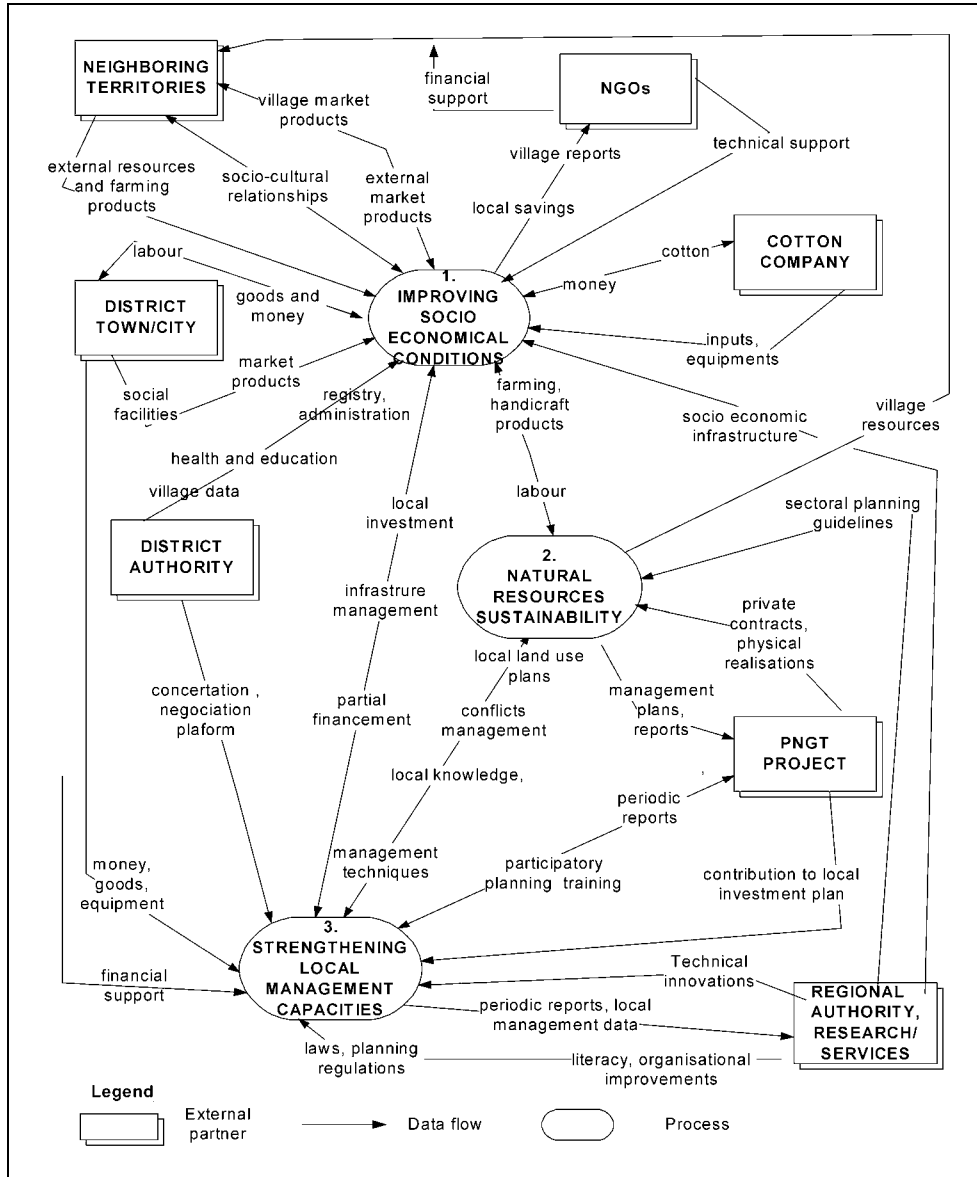 NEIGHBORING
TERRITORIES
financial
support
NGOs
village market
products
technical support
village reports
external resources
and farming
products
socio-cultural
relationships
external
market
products
local savings
COTTON
COMPANY
cotton
money
labour
DISTRICT
TOWN/CITY
goods and
money
1.
IMPROVING
SOCIO
ECONOMICAL
CONDITIONS
inputs,
equipments
market
products
social
facilities
registry,
administration
farming,
handicraft
products
socio economic
infrastructure
village
resources
health and education
village data
local
investment
labour
sectoral planning
guidelines
DISTRICT
AUTHORITY
2.
NATURAL
RESOURCES
SUSTAINABILITY
infrastrure
management
private
contracts,
physical
realisations
local land use
plans
concertation ,
negociation
plaform
partial
financement
conflicts
management
management
plans,
reports
PNGT
PROJECT
local knowledge,
,
periodic
reports
management
techniques
participatory
planning training
money,
goods,
equipment
contribution to local
investment plan
3.
STRENGTHENING
LOCAL
MANAGEMENT
CAPACITIES
financial
support
Technical
innovations
REGIONAL
AUTHORITY,
RESEARCH/
SERVICES
periodic reports, local
management data
laws, planning
regulations
literacy, organisational
improvements
Legend
External
partner
Data flow
Process